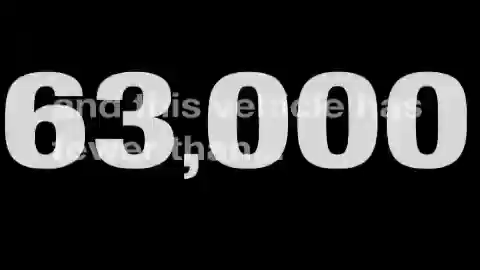 and this vehicle has
fewer than...
63,000